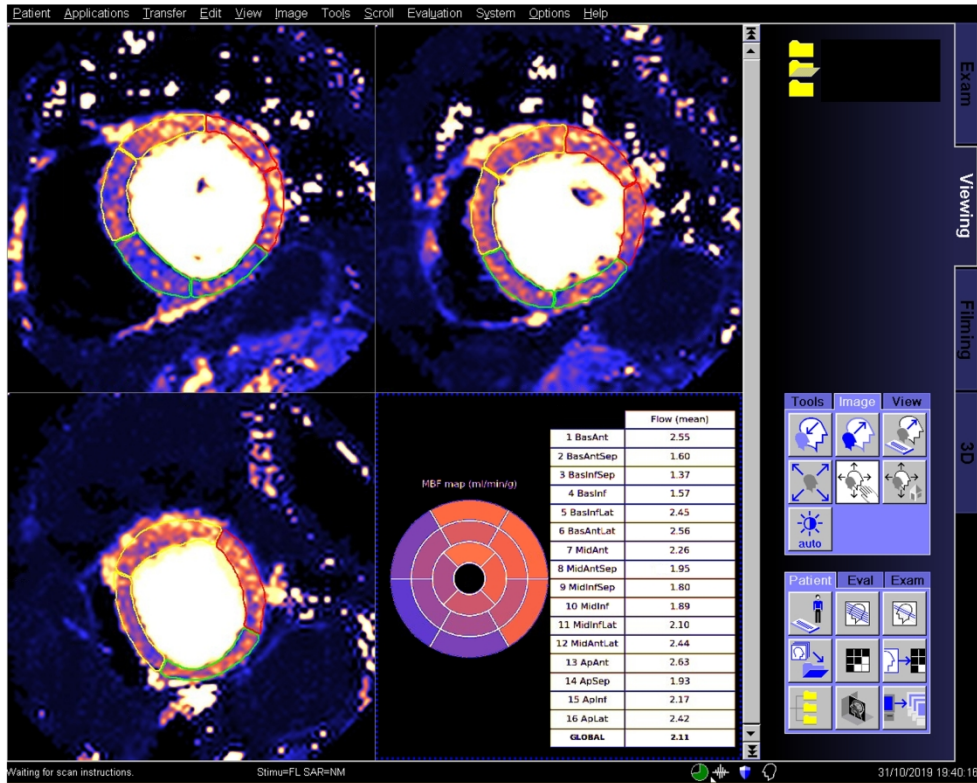 Patient Applications Transfer Edit View Image Tools Scroll Evaluation System Options Help
Exam
Viewing
Filming
3D
Tools Image View
auto
Patient Eval Exam
MBF map (ml/min/g)
Flow (mean)
1 BasAnt 2.55
2 BasAntSep 1.60
3 BasInfSep 1.37
4 BasInf 1.57
5 BasInfLat 2.45
6 BasAntLat 2.56
7 MidAnt 2.26
8 MidAntSep 1.95
9 MidInfSep 1.80
10 MidInf 1.89
11 MidInfLat 2.10
12 MidAntLat 2.44
13 ApAnt 2.63
14 ApSep 1.93
15 ApInf 2.17
16 ApLat 2.42
GLOBAL 2.11
Waiting for scan instructions. Stimu=FL SAR=NM 31/10/2019 19:40:16